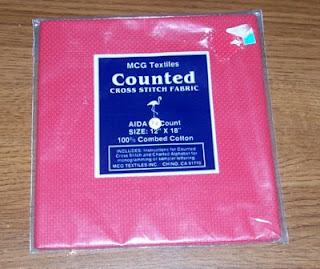 MCG Textiles
Counted
CROSS STITCH FABRIC
AIDA Count
SIZE: 12" X 18"
100% Combed Cotton
INCLUDES: Instructions for Counted
Cross Stitch and Charted Alphabet for
monogramming or sampler lettering.
MCG TEXTILES INC. CHINO, CA 91710